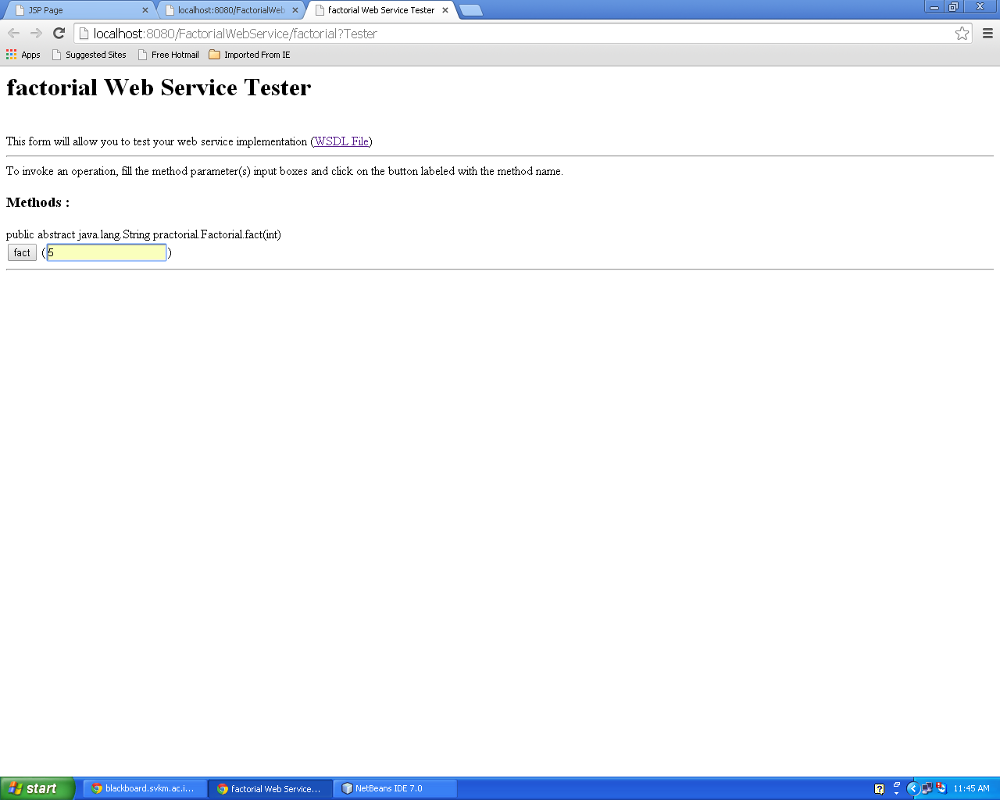 JSP Page
localhost:8080/FactorialWeb
factorial Web Service Tester
localhost:8080/FactorialWebService/factorial?Tester
Apps
Suggested Sites
Free Hotmail
Imported From IE
factorial Web Service Tester
This form will allow you to test your web service implementation (WSDL File)
To invoke an operation, fill the method parameter(s) input boxes and click on the button labeled with the method name.
Methods :
public abstract java.lang.String practorial.Factorial.fact(int)
fact (5)
start
blackboard.svkm.ac.i...
factorial Web Service...
NetBeans IDE 7.0
11:45 AM